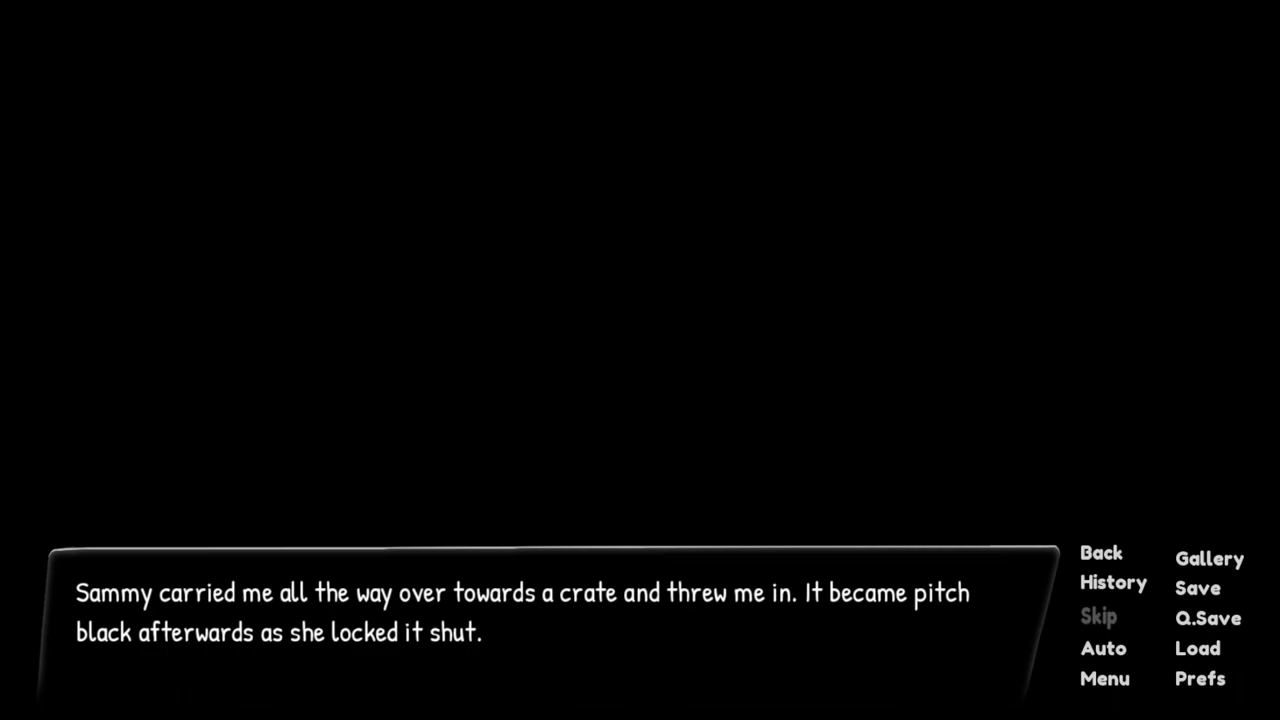 Sammy carried me all the way over towards a crate and threw me in. It became pitch
black afterwards as she locked it shut.
Back
History
Skip
Auto
Menu
Gallery
Save
Q.Save
Load
Prefs